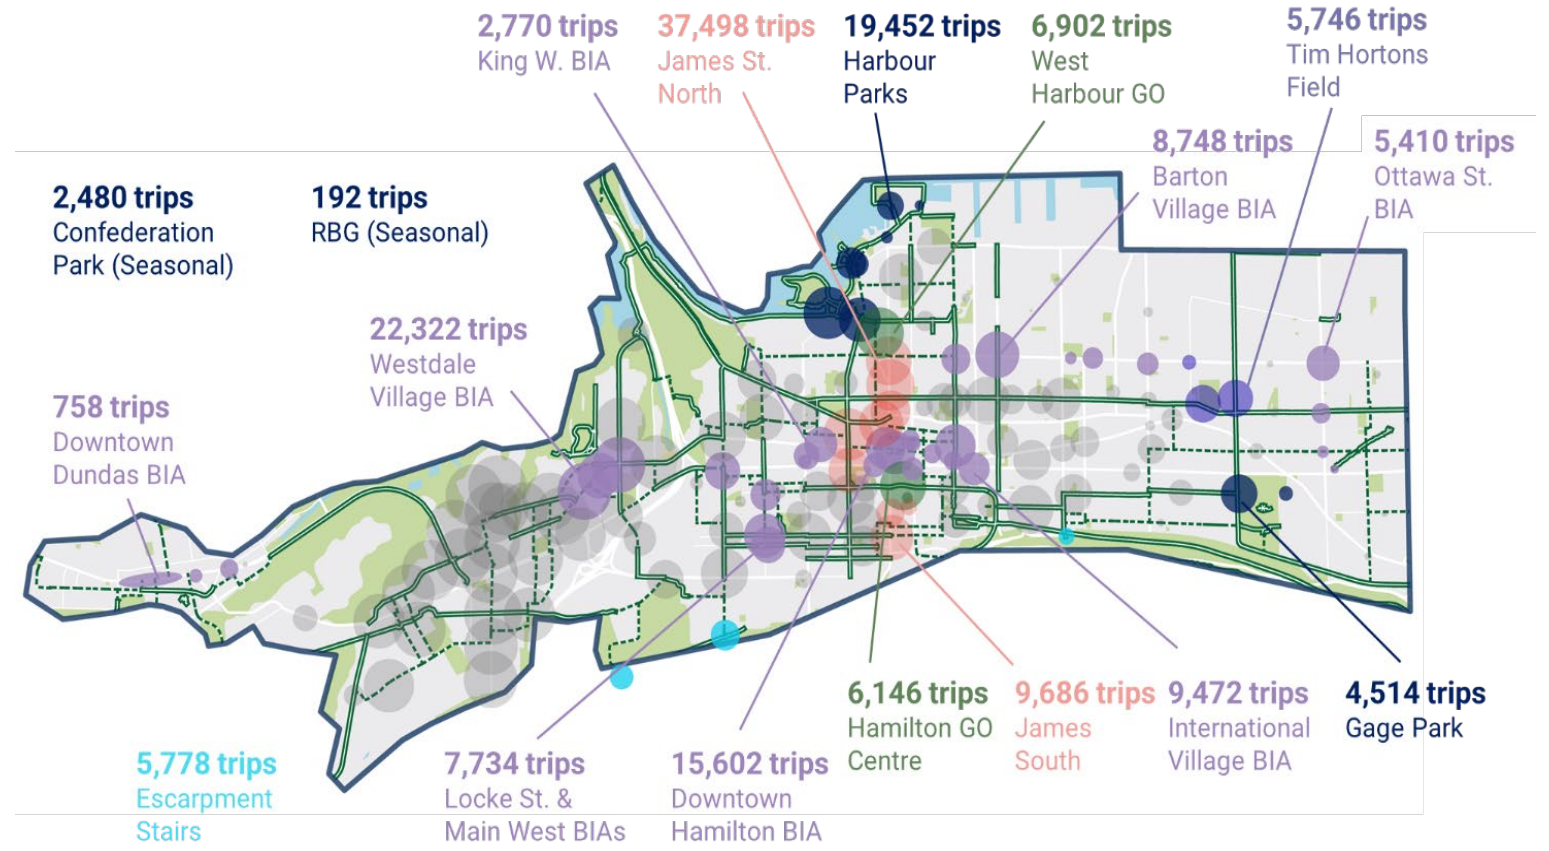 2,770 trips
King W. BIA
37,498 trips
James St.
North
19,452 trips
Harbour
Parks
6,902 trips
West
Harbour GO
5,746 trips
Tim Hortons
Field
8,748 trips
Barton
Village BIA
5,410 trips
Ottawa St.
BIA
2,480 trips
Confederation
Park (Seasonal)
192 trips
RBG (Seasonal)
22,322 trips
Westdale
Village BIA
758 trips
Downtown
Dundas BIA
5,778 trips
Escarpment
Stairs
7,734 trips
Locke St. &
Main West BIAs
15,602 trips
Downtown
Hamilton BIA
6,146 trips
Hamilton GO
Centre
9,686 trips
James
South
9,472 trips
International
Village BIA
4,514 trips
Gage Park